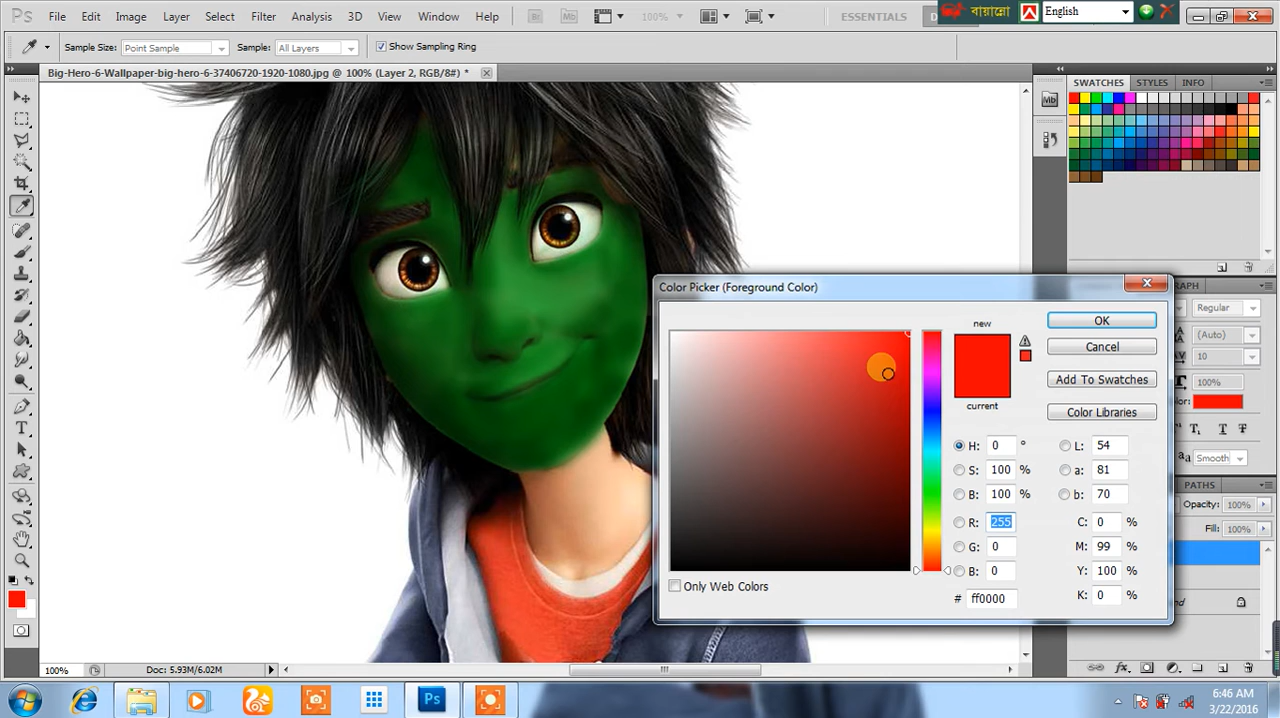 Ps File Edit Image Layer Select Filter Analysis View Window Help Br Mb 100% ESSENTIALS
বায়ান্নো English
Sample Size: Point Sample Sample: All Layers Show Sampling Ring
Big-Hero-6-Wallpaper-big-hero-6-37406720-1920-1080.jpg @ 100% (Layer 2, RGB/8#) *
SWATCHES STYLES INFO
Mb
Color Picker (Foreground Color)
new
current
OK
Cancel
Add To Swatches
Color Libraries
H: 0 °
S: 100 %
B: 100 %
R: 255
G: 0
B: 0
# ff0000
L: 54
a: 81
b: 70
C: 0 %
M: 99 %
Y: 100 %
K: 0 %
Only Web Colors
Regular
(Auto)
10
100%
T T T
Smooth
PATHS
Opacity: 100%
Fill: 100%
fx
100% Doc: 5.93M/6.02M
Ps
6:46 AM
3/22/2016